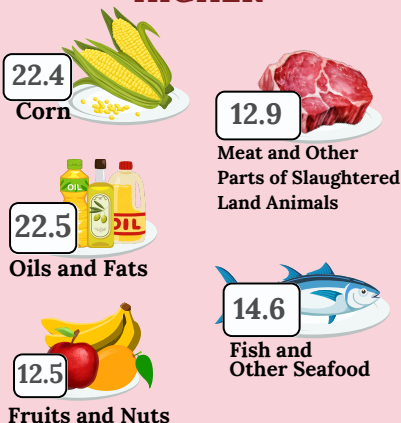 HIGHER
22.4
Corn
12.9
Meat and Other
Parts of Slaughtered
Land Animals
OIL
OIL
22.5
Oils and Fats
14.6
Fish and
Other Seafood
12.5
Fruits and Nuts